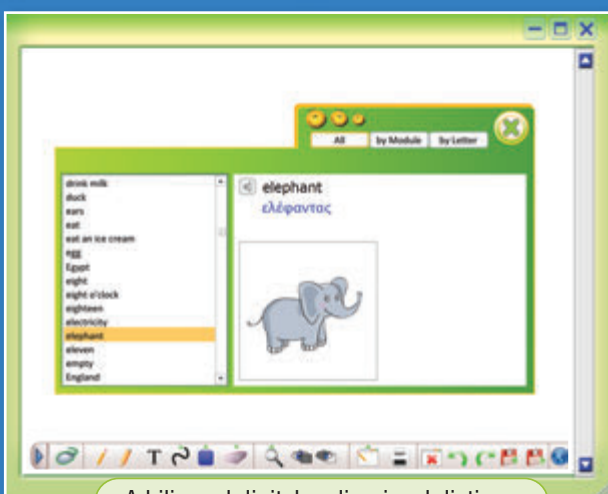 All by Module by Letter
drink milk
duck
ears
eat
eat an ice cream
egg
Egypt
eight
eight o'clock
eighteen
electricity
elephant
eleven
empty
England
elephant
ελέφαντας
T